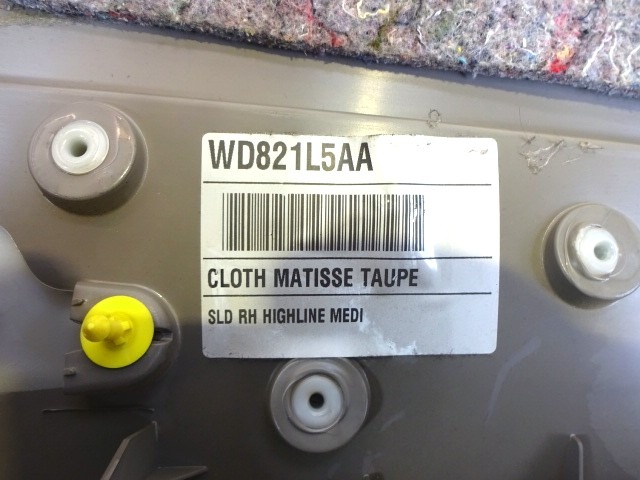 WD821L5AA
CLOTH MATISSE TAUPE
SLD RH HIGHLINE MEDI